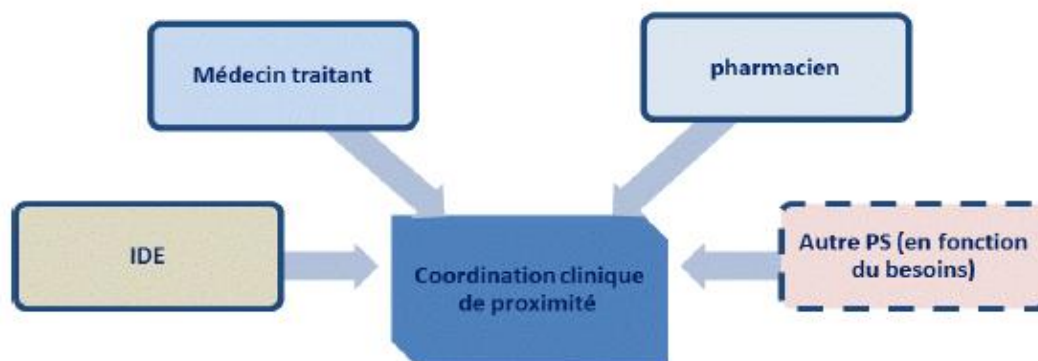 Médecin traitant
pharmacien
IDE
Coordination clinique
de proximité
Autre PS (en fonction
du besoins)